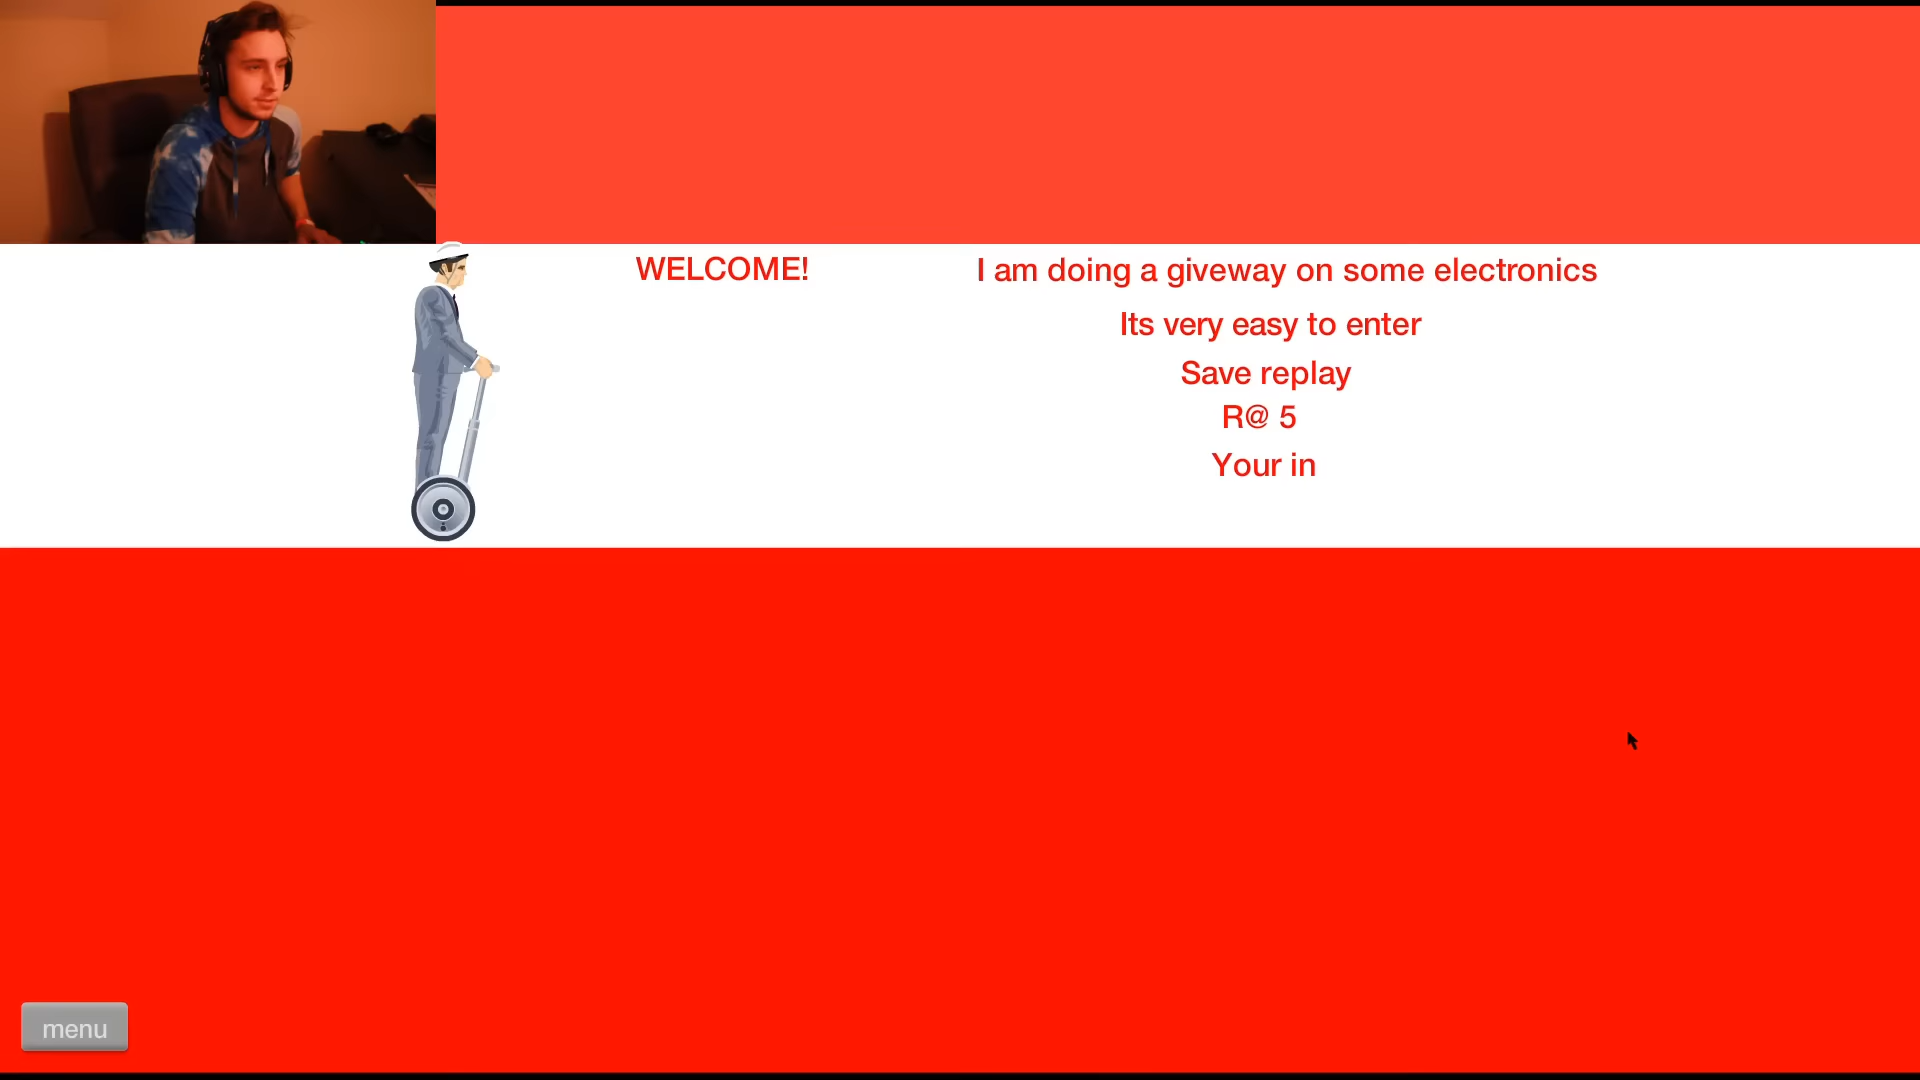 WELCOME!
I am doing a giveway on some electronics
Its very easy to enter
Save replay
R@ 5
Your in
menu